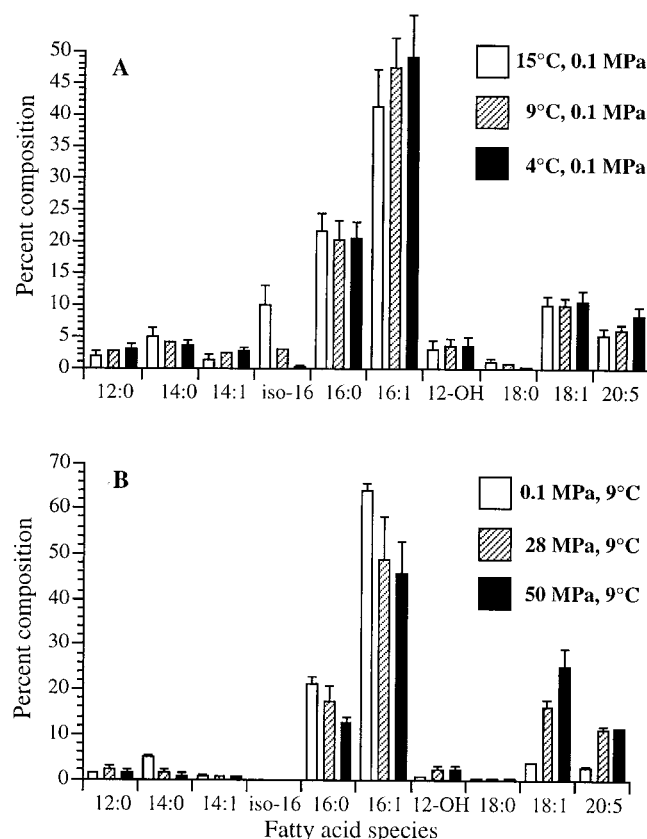 A
15°C, 0.1 MPa
9°C, 0.1 MPa
4°C, 0.1 MPa
Percent composition
50
45
40
35
30
25
20
15
10
5
0
12:0 14:0 14:1 iso-16 16:0 16:1 12-OH 18:0 18:1 20:5
B
0.1 MPa, 9°C
28 MPa, 9°C
50 MPa, 9°C
Percent composition
70
60
50
40
30
20
10
0
12:0 14:0 14:1 iso-16 16:0 16:1 12-OH 18:0 18:1 20:5
Fatty acid species